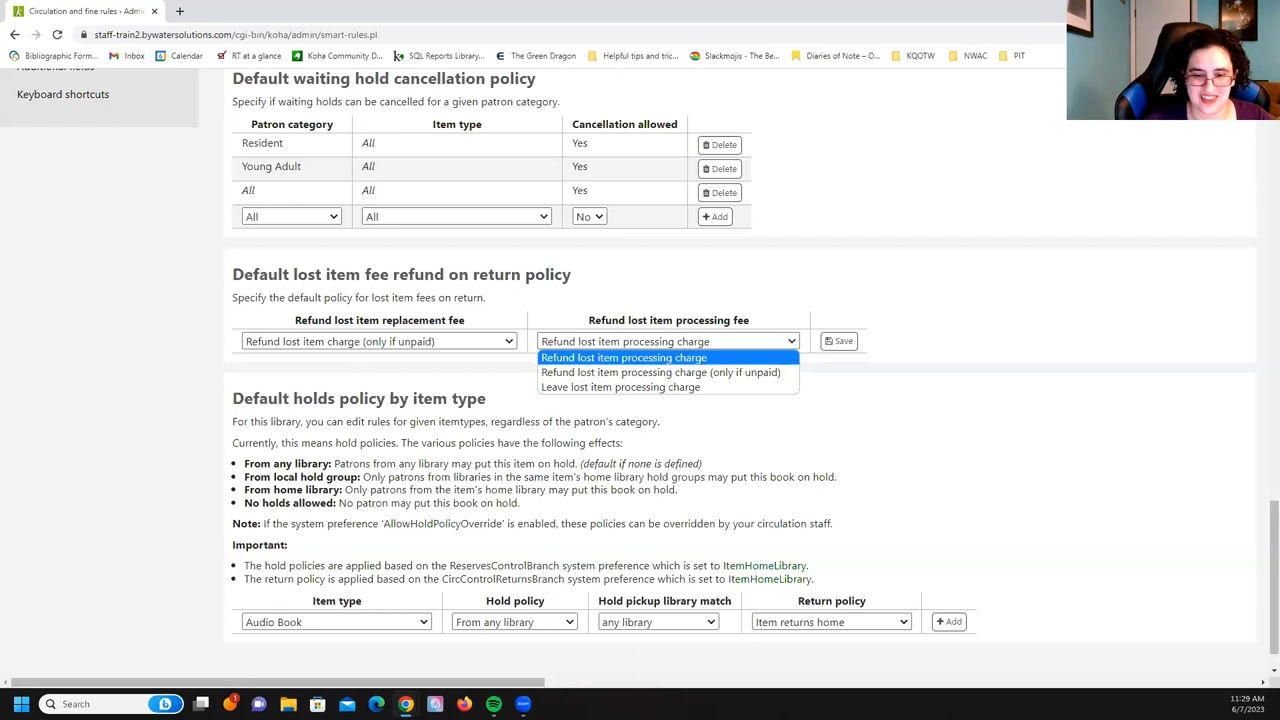 Circulation and fine rules › Admi
staff-train2.bywatersolutions.com/cgi-bin/koha/admin/smart-rules.pl
Bibliographic Form... Inbox Calendar RT at a glance Koha Community D... SQL Reports Library... The Green Dragon Helpful tips and tric... Slackmojis – The Be... Diaries of Note – O... KQOTW NWAC PIT
Additional fields
Keyboard shortcuts
Default waiting hold cancellation policy
Specify if waiting holds can be cancelled for a given patron category.
Patron category Item type Cancellation allowed
Resident All Yes Delete
Young Adult All Yes Delete
All All Yes Delete
All All No + Add
Default lost item fee refund on return policy
Specify the default policy for lost item fees on return.
Refund lost item replacement fee Refund lost item processing fee
Refund lost item charge (only if unpaid) Refund lost item processing charge Save
Refund lost item processing charge
Refund lost item processing charge (only if unpaid)
Leave lost item processing charge
Default holds policy by item type
For this library, you can edit rules for given itemtypes, regardless of the patron's category.
Currently, this means hold policies. The various policies have the following effects:
• From any library: Patrons from any library may put this item on hold. (default if none is defined)
• From local hold group: Only patrons from libraries in the same item's home library hold groups may put this book on hold.
• From home library: Only patrons from the item's home library may put this book on hold.
• No holds allowed: No patron may put this book on hold.
Note: if the system preference 'AllowHoldPolicyOverride' is enabled, these policies can be overridden by your circulation staff.
Important:
• The hold policies are applied based on the ReservesControlBranch system preference which is set to ItemHomeLibrary.
• The return policy is applied based on the CircControlReturnsBranch system preference which is set to ItemHomeLibrary.
Item type Hold policy Hold pickup library match Return policy
Audio Book From any library any library Item returns home + Add
Search 1
11:29 AM
6/7/2023